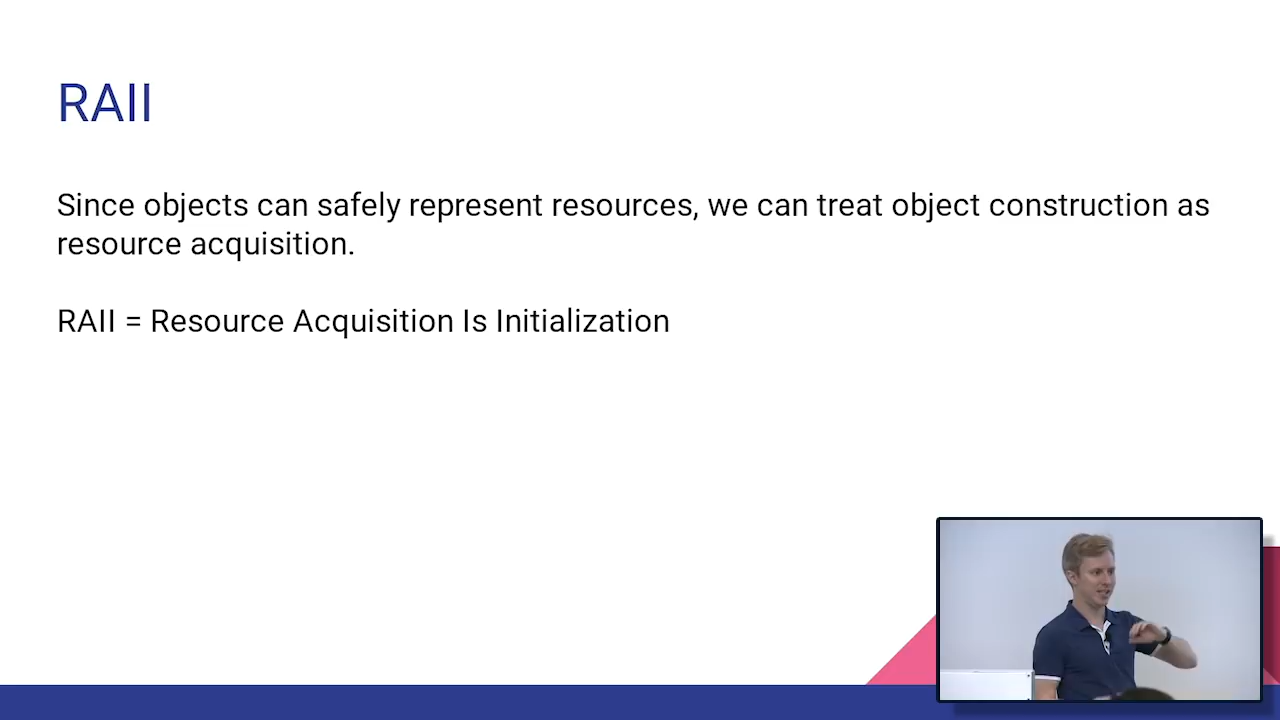 RAII
Since objects can safely represent resources, we can treat object construction as
resource acquisition.
RAII = Resource Acquisition Is Initialization